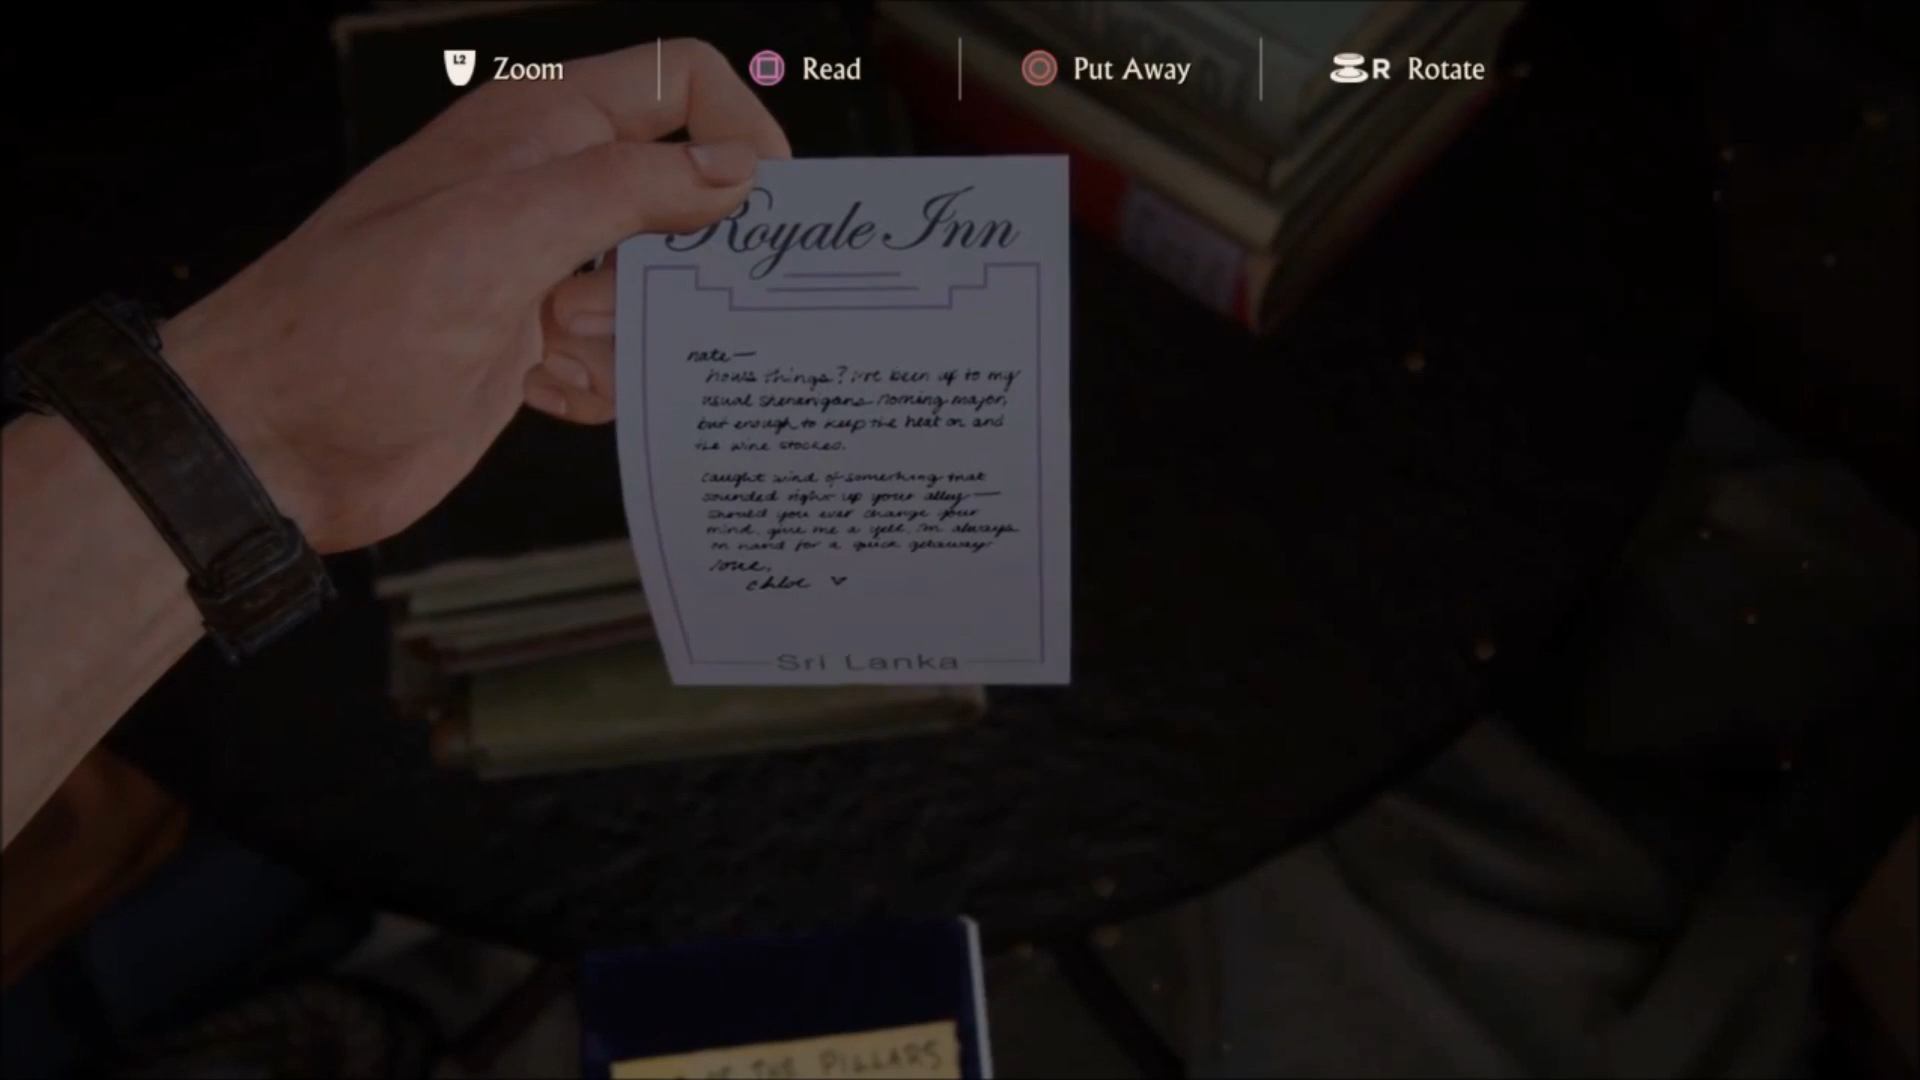 L2 Zoom Read Put Away R Rotate
Royale Inn
nate—
hows things? I've been up to my
usual shenanigans. Nothing major,
but enough to keep the heat on and
the wine stocked.
caught wind of something that
sounded right up your alley—
should you ever change your
mind, give me a yell. I'm always
on hand for a quick getaway.
love,
chloe
Sri Lanka
OF THE PILLARS